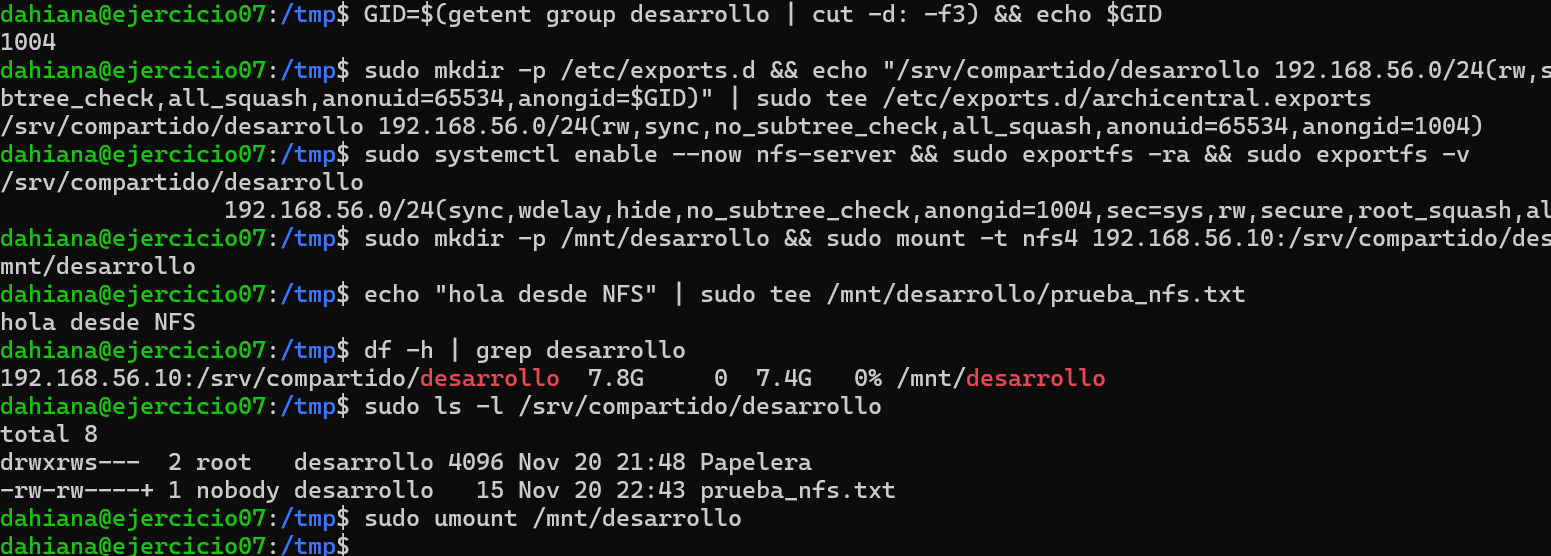 dahiana@ejercicio07:/tmp$ GID=$(getent group desarrollo | cut -d: -f3) && echo $GID
1004
dahiana@ejercicio07:/tmp$ sudo mkdir -p /etc/exports.d && echo "/srv/compartido/desarrollo 192.168.56.0/24(rw,s
btree_check,all_squash,anonuid=65534,anongid=$GID)" | sudo tee /etc/exports.d/archicentral.exports
/srv/compartido/desarrollo 192.168.56.0/24(rw,sync,no_subtree_check,all_squash,anonuid=65534,anongid=1004)
dahiana@ejercicio07:/tmp$ sudo systemctl enable --now nfs-server && sudo exportfs -ra && sudo exportfs -v
/srv/compartido/desarrollo
                192.168.56.0/24(sync,wdelay,hide,no_subtree_check,anongid=1004,sec=sys,rw,secure,root_squash,al
dahiana@ejercicio07:/tmp$ sudo mkdir -p /mnt/desarrollo && sudo mount -t nfs4 192.168.56.10:/srv/compartido/des
mnt/desarrollo
dahiana@ejercicio07:/tmp$ echo "hola desde NFS" | sudo tee /mnt/desarrollo/prueba_nfs.txt
hola desde NFS
dahiana@ejercicio07:/tmp$ df -h | grep desarrollo
192.168.56.10:/srv/compartido/desarrollo  7.8G     0  7.4G   0% /mnt/desarrollo
dahiana@ejercicio07:/tmp$ sudo ls -l /srv/compartido/desarrollo
total 8
drwxrws---  2 root   desarrollo 4096 Nov 20 21:48 Papelera
-rw-rw----+ 1 nobody desarrollo   15 Nov 20 22:43 prueba_nfs.txt
dahiana@ejercicio07:/tmp$ sudo umount /mnt/desarrollo
dahiana@ejercicio07:/tmp$